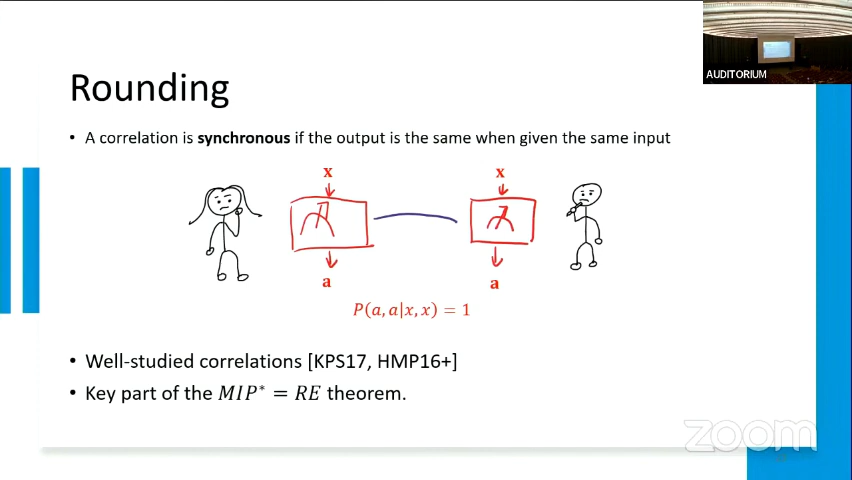 AUDITORIUM
Rounding
• A correlation is synchronous if the output is the same when given the same input
x x
a a
P(a, a|x, x) = 1
• Well-studied correlations [KPS17, HMP16+]
• Key part of the MIP* = RE theorem.
zoom